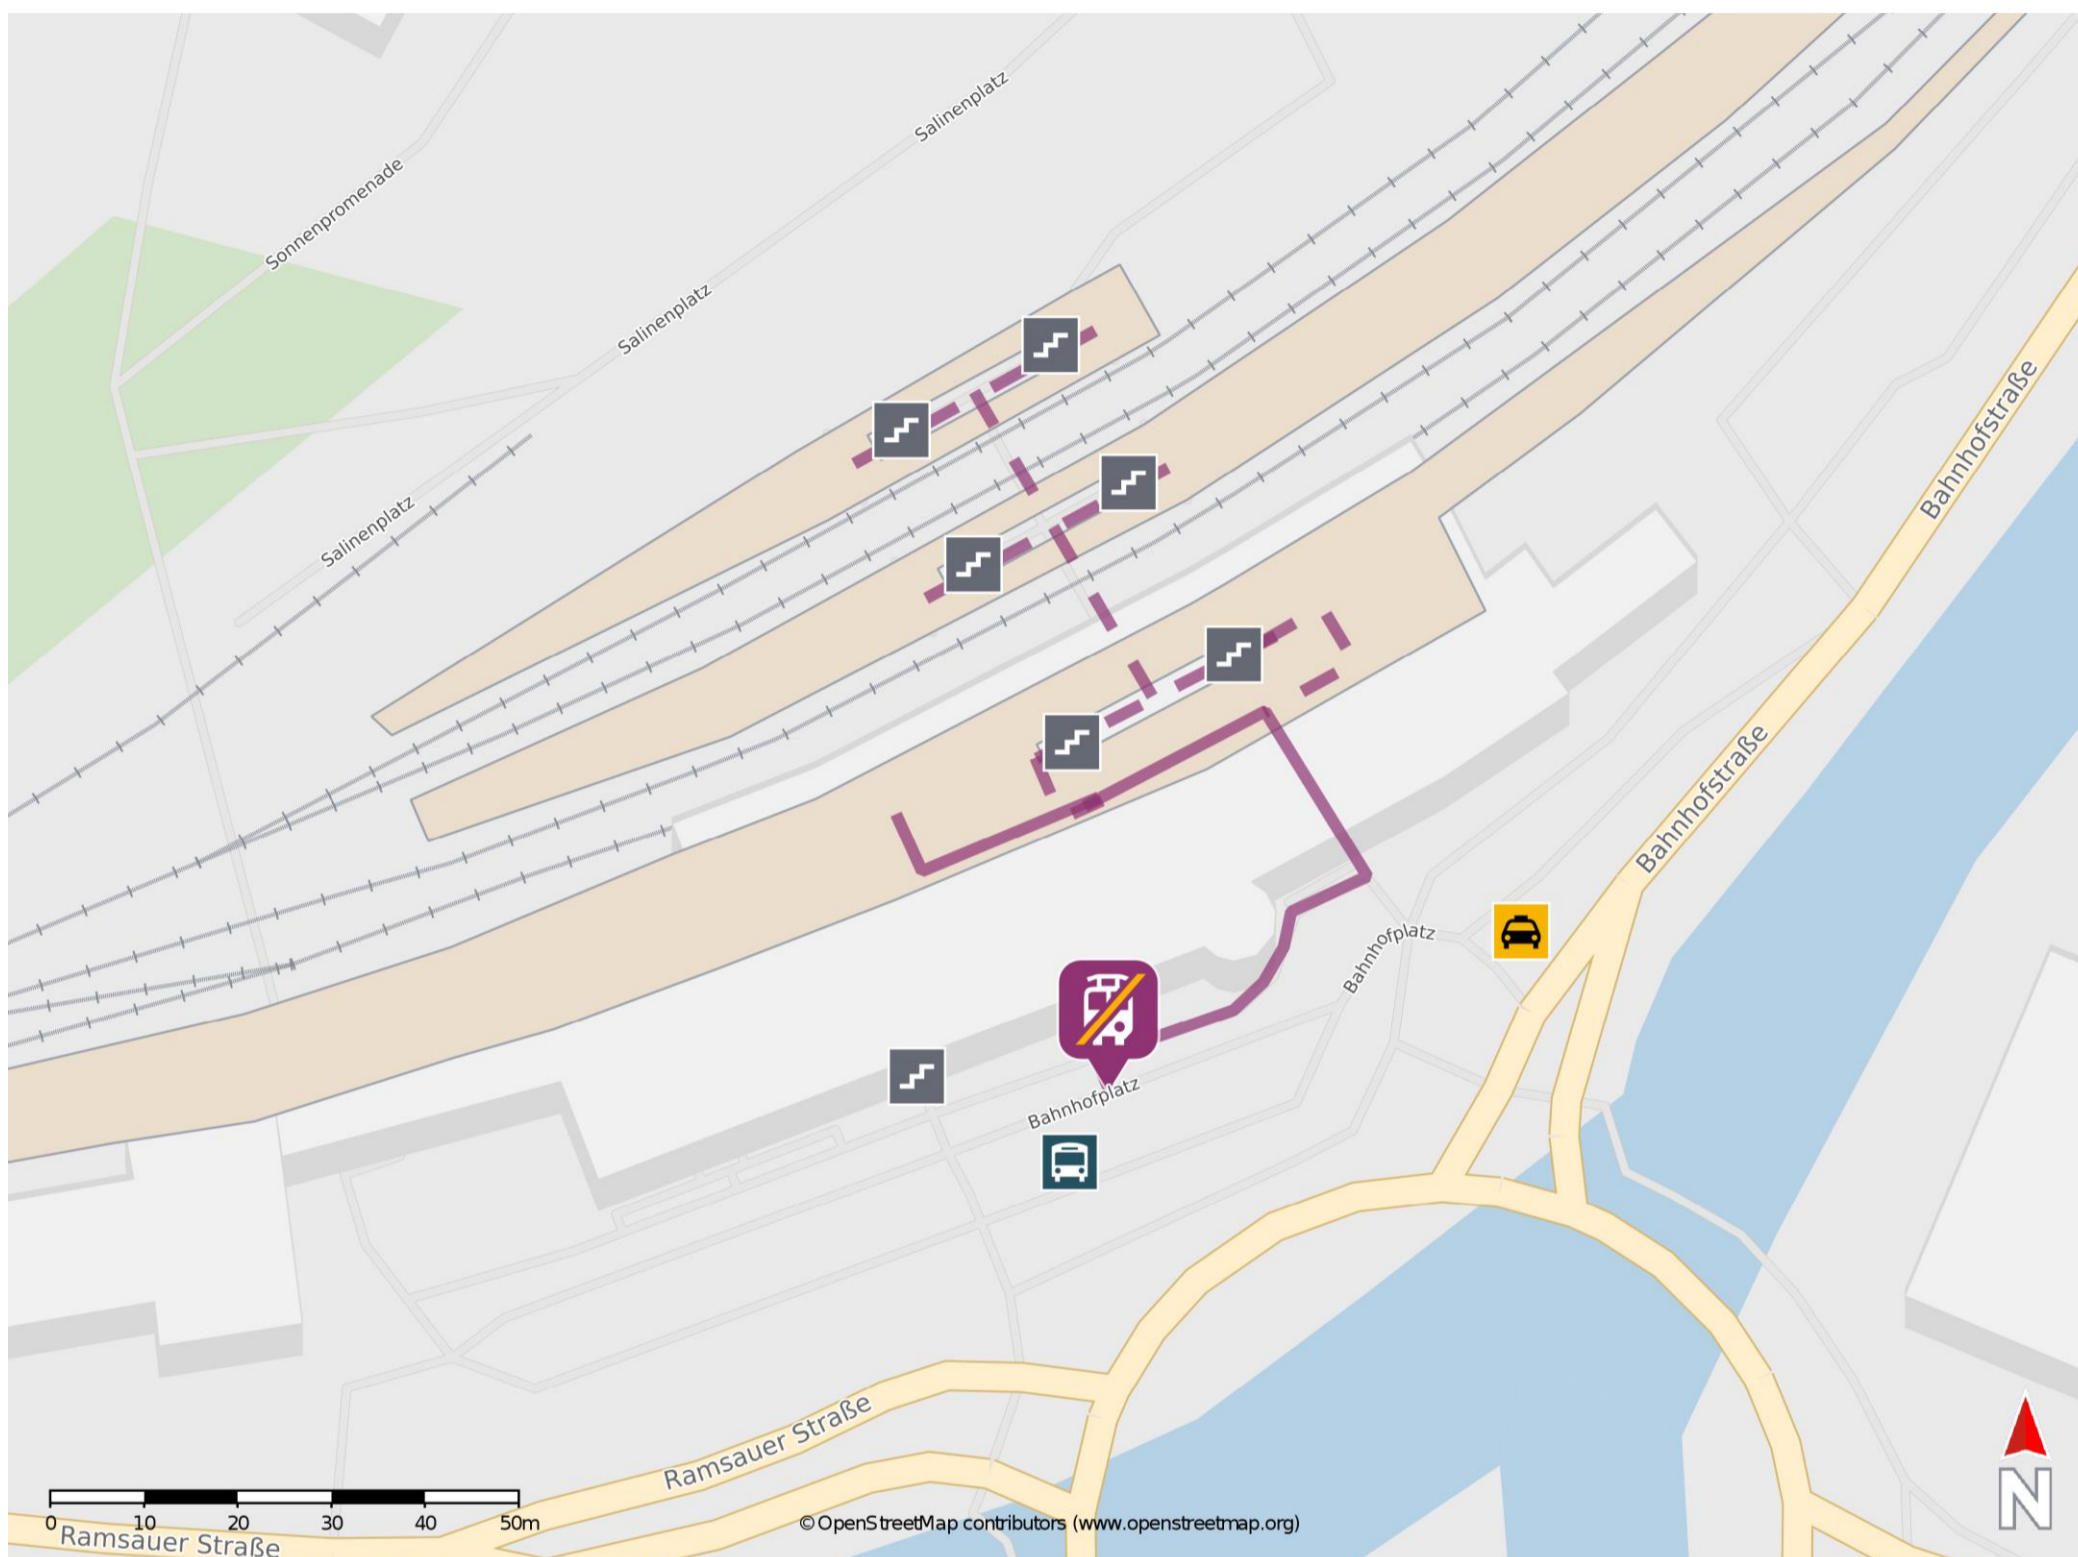 Salinenplatz
Sonnenpromenade
Salinenplatz
Salinenplatz
Bahnhofstraße
Bahnhofstraße
Bahnhofplatz
Bahnhofplatz
Ramsauer Straße
0 10 20 30 40 50m
Ramsauer Straße
© OpenStreetMap contributors (www.openstreetmap.org)
N